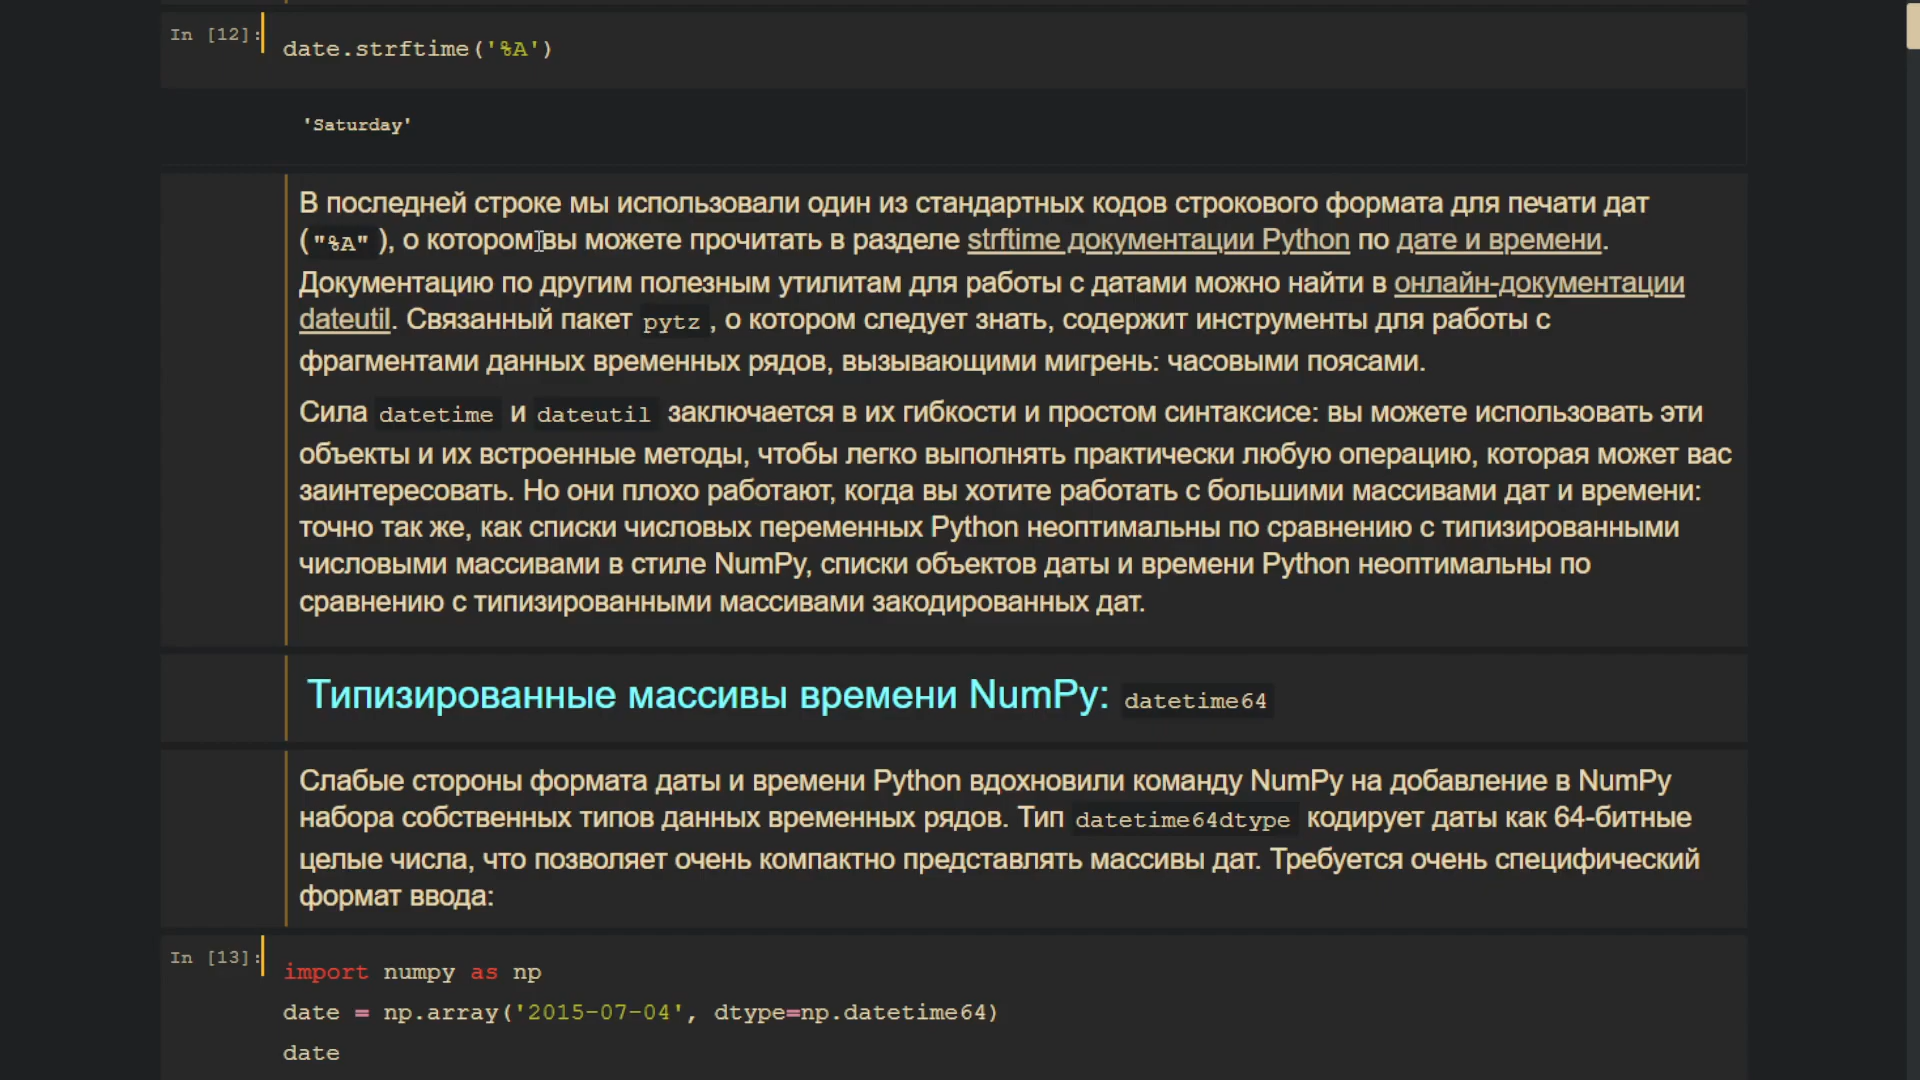 In [12]:
date.strftime('%A')
'Saturday'
В последней строке мы использовали один из стандартных кодов строкового формата для печати дат
("%A" ), о котором вы можете прочитать в разделе strftime документации Python по дате и времени.
Документацию по другим полезным утилитам для работы с датами можно найти в онлайн-документации
dateutil. Связанный пакет pytz , о котором следует знать, содержит инструменты для работы с
фрагментами данных временных рядов, вызывающими мигрень: часовыми поясами.
Сила datetime и dateutil заключается в их гибкости и простом синтаксисе: вы можете использовать эти
объекты и их встроенные методы, чтобы легко выполнять практически любую операцию, которая может вас
заинтересовать. Но они плохо работают, когда вы хотите работать с большими массивами дат и времени:
точно так же, как списки числовых переменных Python неоптимальны по сравнению с типизированными
числовыми массивами в стиле NumPy, списки объектов даты и времени Python неоптимальны по
сравнению с типизированными массивами закодированных дат.
Типизированные массивы времени NumPy: datetime64
Слабые стороны формата даты и времени Python вдохновили команду NumPy на добавление в NumPy
набора собственных типов данных временных рядов. Тип datetime64dtype кодирует даты как 64-битные
целые числа, что позволяет очень компактно представлять массивы дат. Требуется очень специфический
формат ввода:
In [13]:
import numpy as np
date = np.array('2015-07-04', dtype=np.datetime64)
date